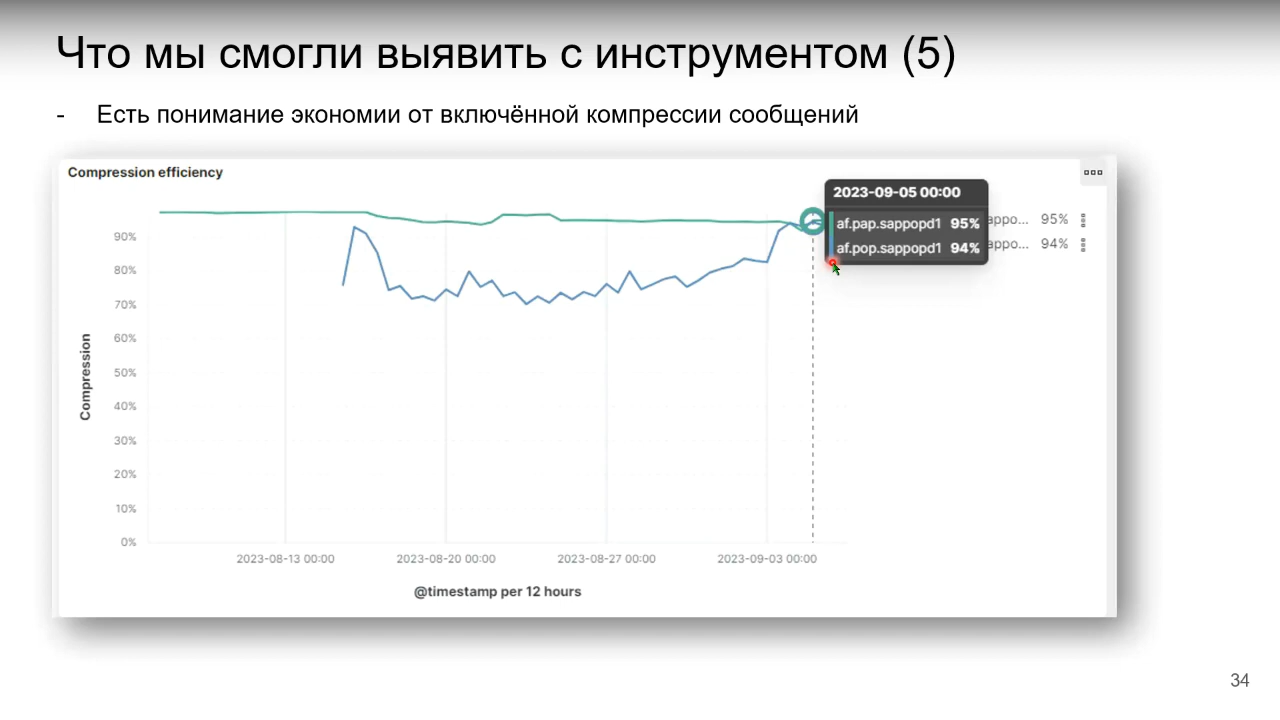 Что мы смогли выявить с инструментом (5)
- Есть понимание экономии от включённой компрессии сообщений
Compression efficiency
2023-09-05 00:00
af.pap.sappopd1 95%
af.pop.sappopd1 94%
appo... 95%
appo... 94%
90%
80%
70%
60%
50%
40%
30%
20%
10%
0%
Compression
2023-08-13 00:00 2023-08-20 00:00 2023-08-27 00:00 2023-09-03 00:00
@timestamp per 12 hours
34